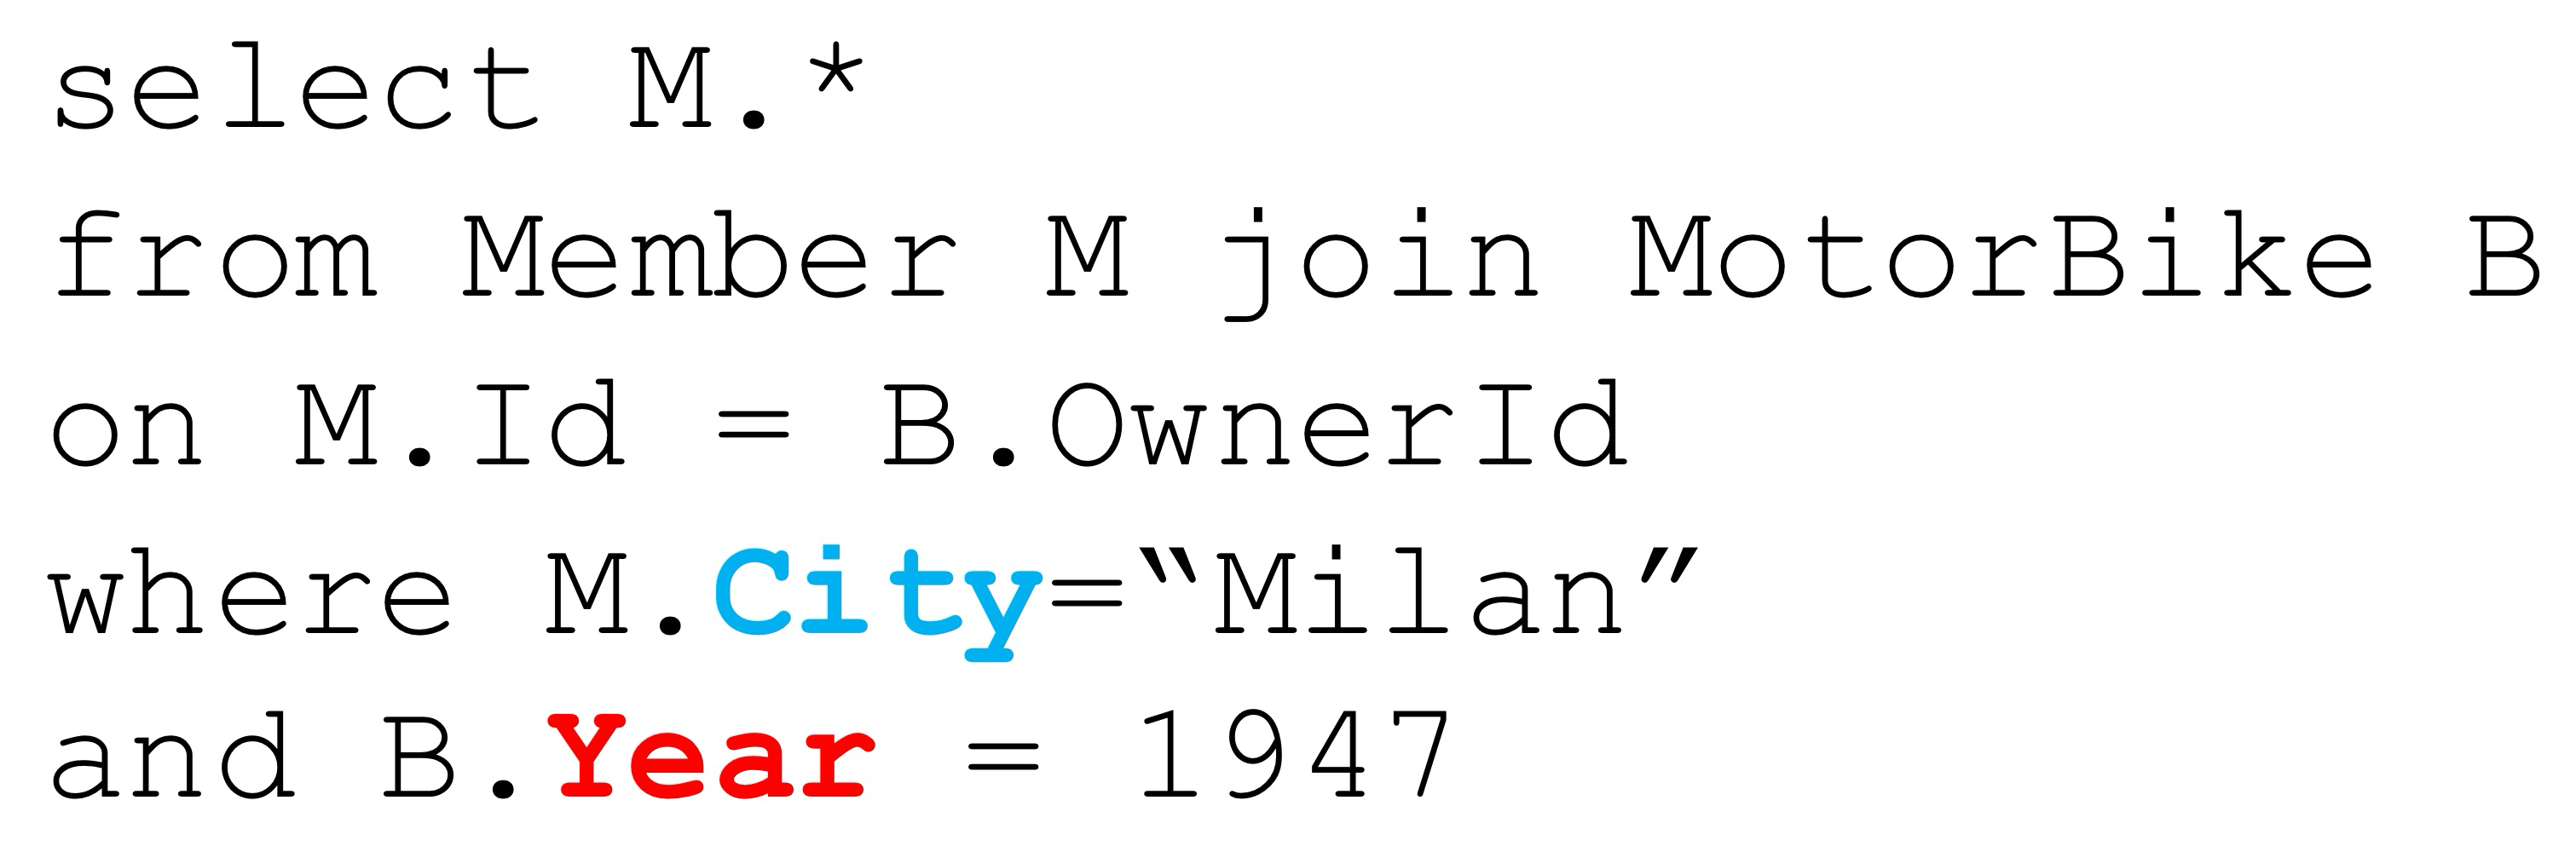 select M.*
from Member M join MotorBike B
on M.Id = B.OwnerId
where M.City=“Milan”
and B.Year = 1947